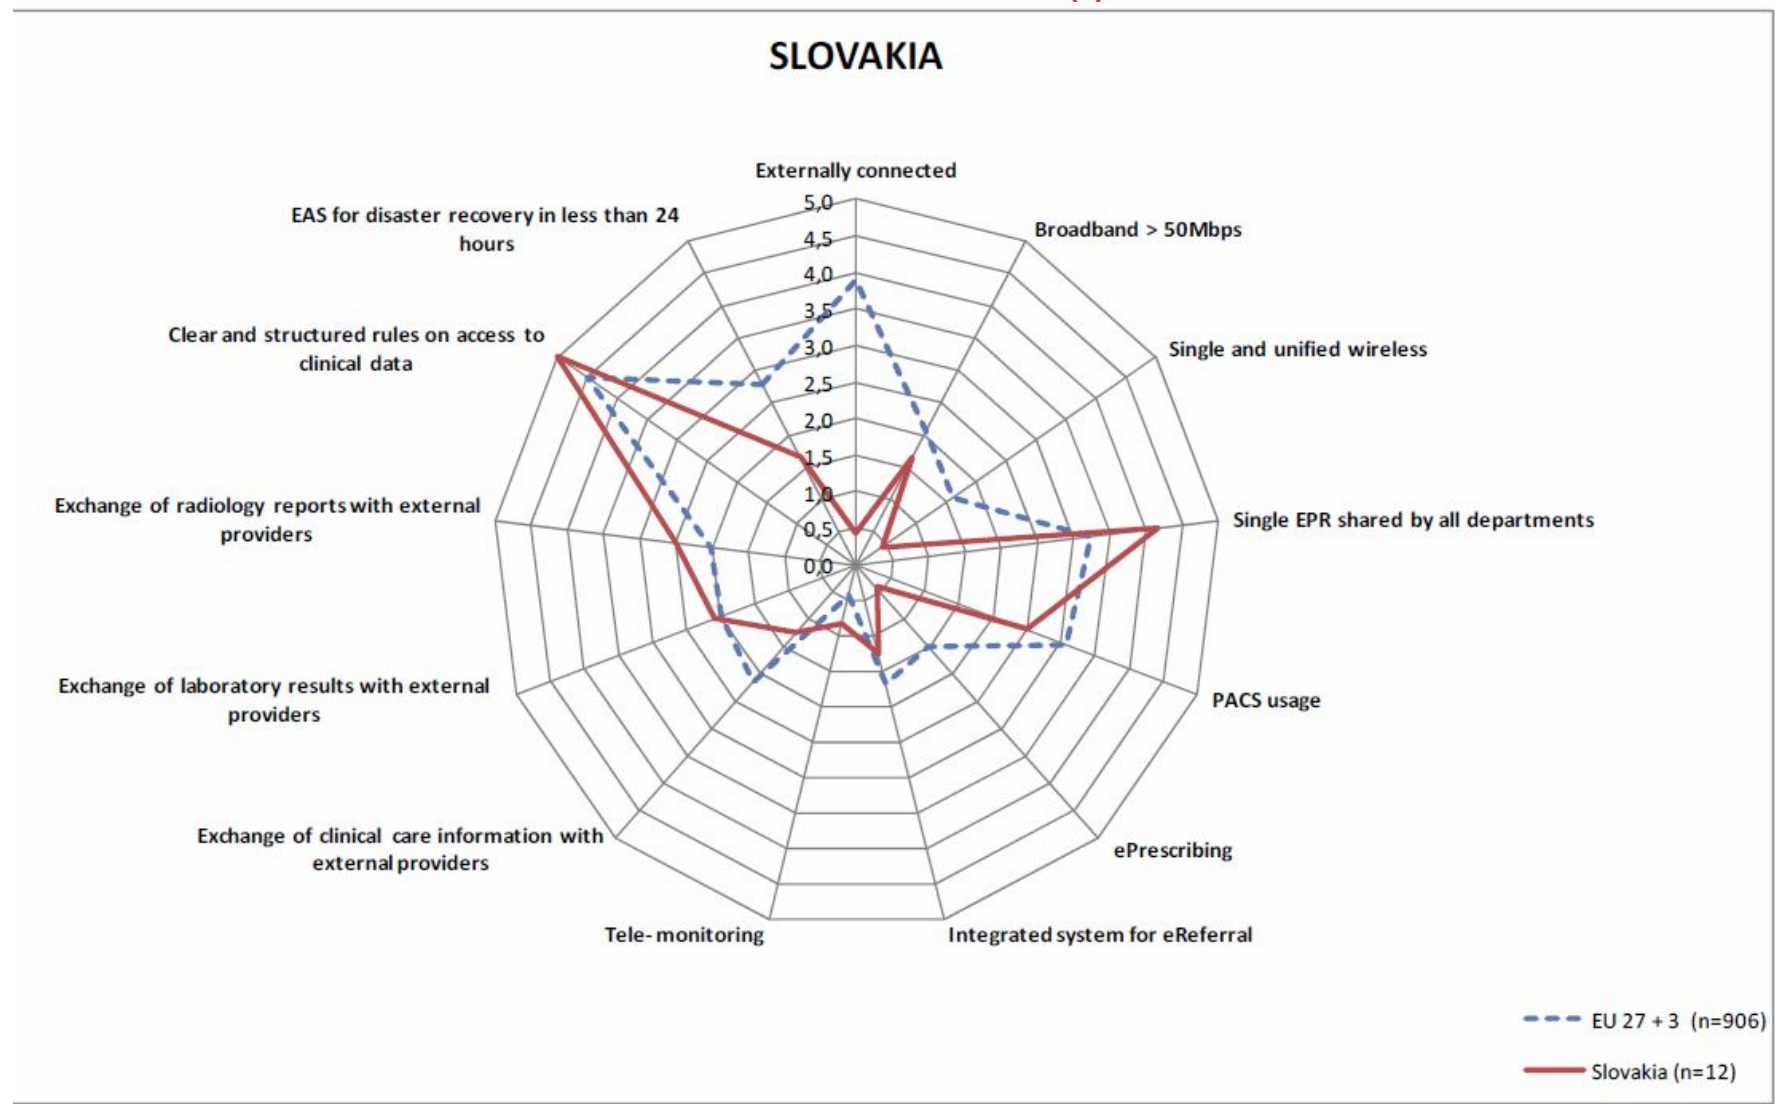 SLOVAKIA
Externally connected
Broadband > 50Mbps
Single and unified wireless
Single EPR shared by all departments
PACS usage
ePrescribing
Integrated system for eReferral
Tele- monitoring
Exchange of clinical care information with
external providers
Exchange of laboratory results with external
providers
Exchange of radiology reports with external
providers
Clear and structured rules on access to
clinical data
EAS for disaster recovery in less than 24
hours
5,0
4,5
4,0
3,5
3,0
2,5
2,0
1,5
1,0
0,5
0,0
EU 27 + 3 (n=906)
Slovakia (n=12)